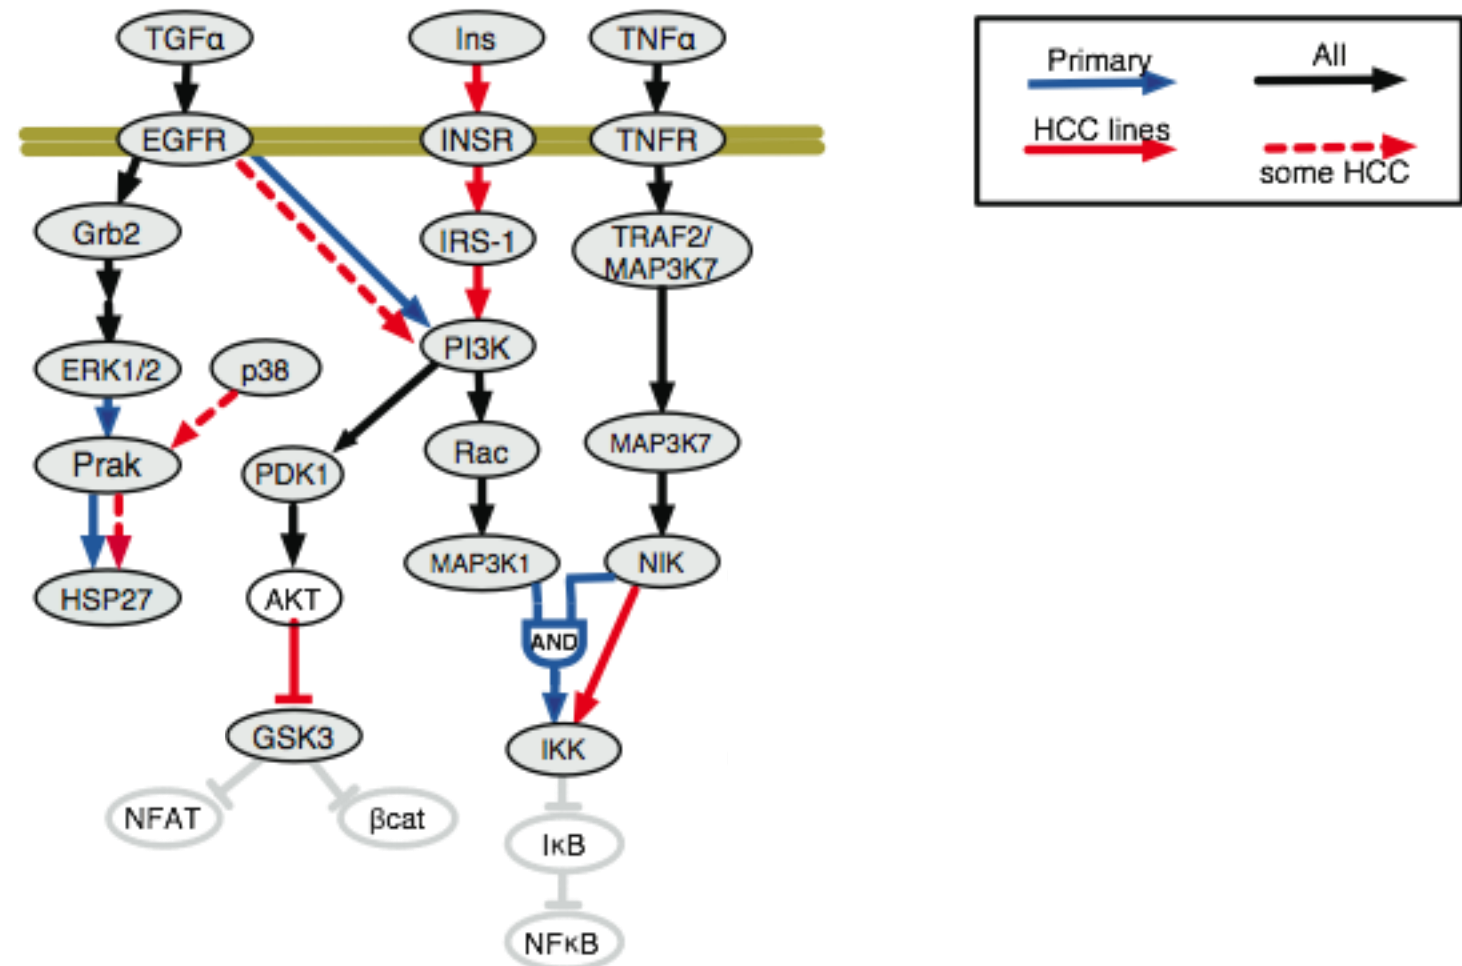 TGFα
Ins
TNFα
Primary
All
EGFR
INSR
TNFR
HCC lines
some HCC
Grb2
IRS-1
TRAF2/
MAP3K7
ERK1/2
p38
PI3K
Prak
PDK1
Rac
MAP3K7
HSP27
AKT
MAP3K1
NIK
AND
GSK3
IKK
NFAT
βcat
IκB
NFκB